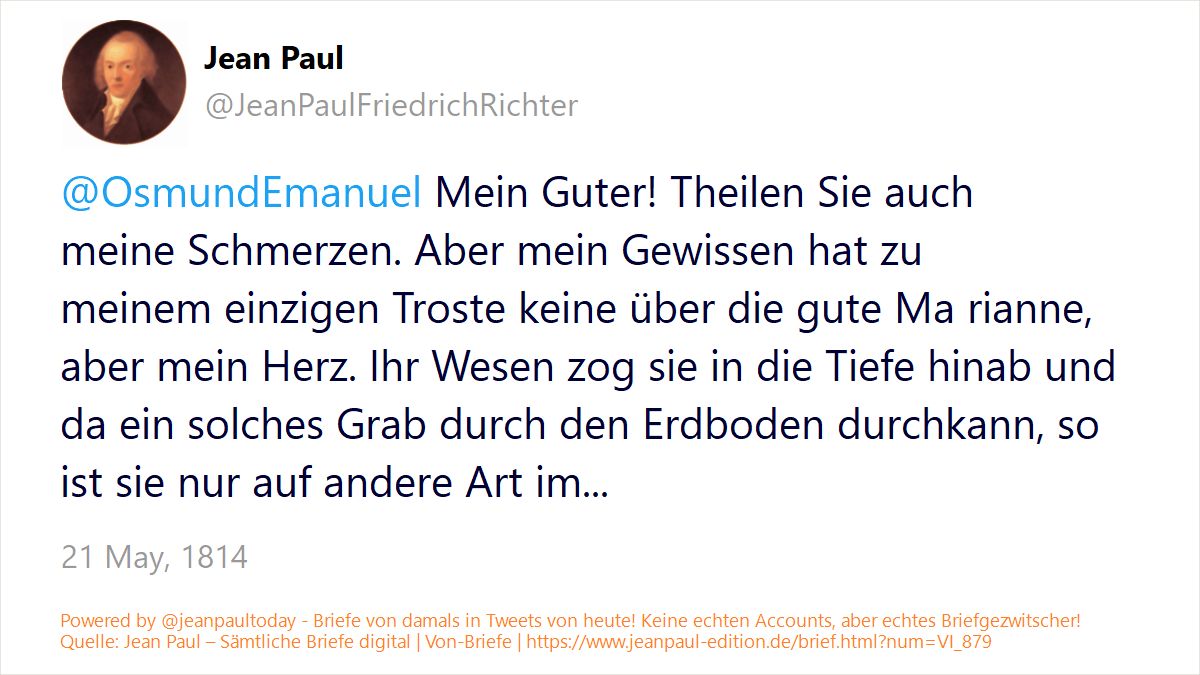 Jean Paul
@JeanPaulFriedrichRichter
@OsmundEmanuel Mein Guter! Theilen Sie auch
meine Schmerzen. Aber mein Gewissen hat zu
meinem einzigen Troste keine über die gute Ma rianne,
aber mein Herz. Ihr Wesen zog sie in die Tiefe hinab und
da ein solches Grab durch den Erdboden durchkann, so
ist sie nur auf andere Art im...
21 May, 1814
Powered by @jeanpaultoday - Briefe von damals in Tweets von heute! Keine echten Accounts, aber echtes Briefgezwitscher!
Quelle: Jean Paul – Sämtliche Briefe digital | Von-Briefe | https://www.jeanpaul-edition.de/brief.html?num=VI_879